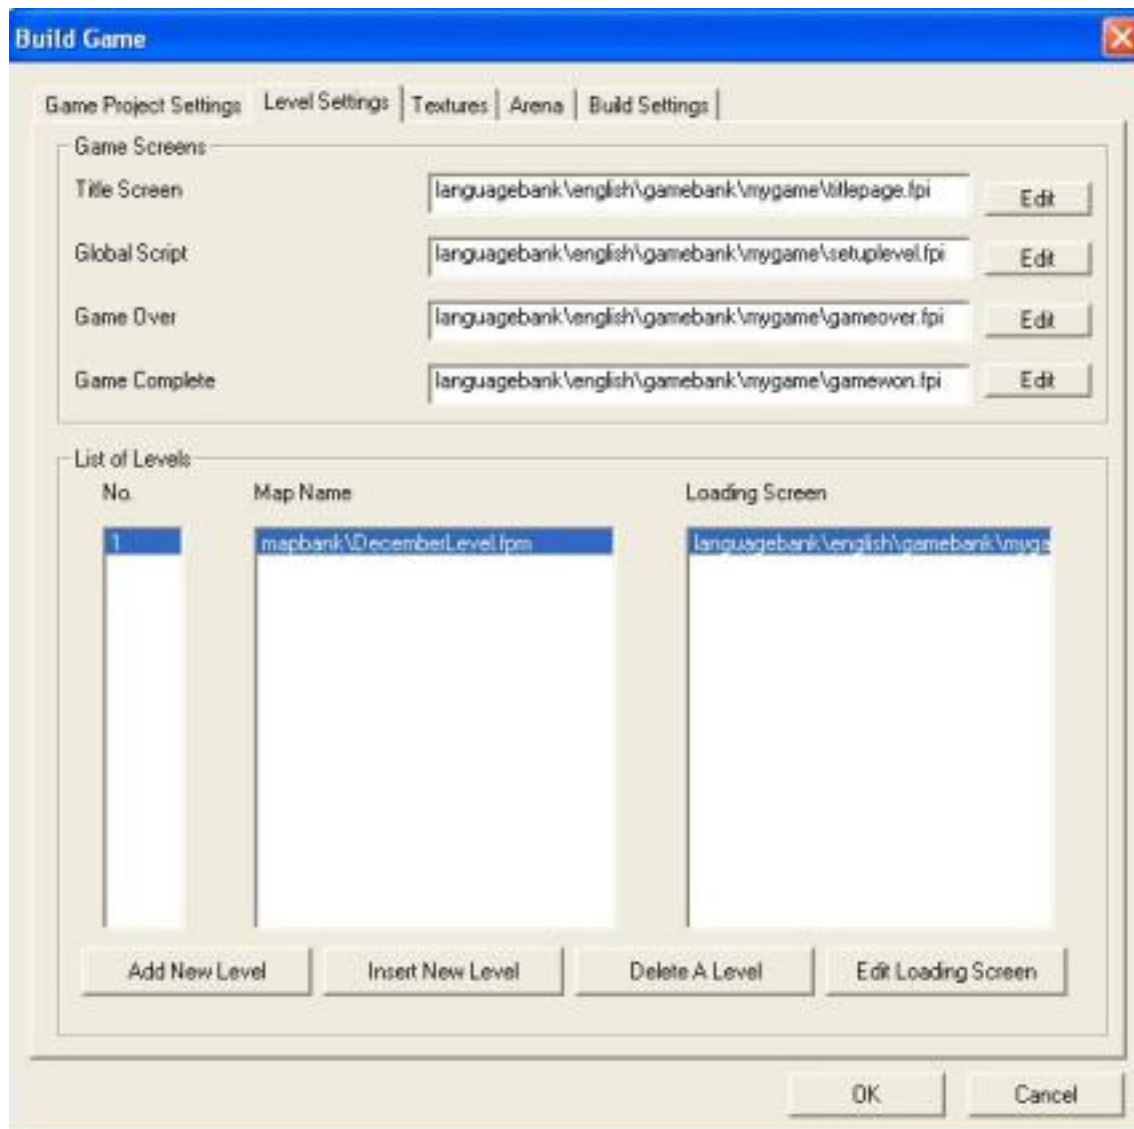 Build Game
Game Project Settings Level Settings Textures Arena Build Settings
Game Screens
Title Screen languagebank\english\gamebank\mygame\titlepage.fpi Edit
Global Script languagebank\english\gamebank\mygame\setuplevel.fpi Edit
Game Over languagebank\english\gamebank\mygame\gameover.fpi Edit
Game Complete languagebank\english\gamebank\mygame\gamewon.fpi Edit
List of Levels
No. Map Name Loading Screen
1 mapbank\DecemberLevel.fpm languagebank\english\gamebank\myga
Add New Level Insert New Level Delete A Level Edit Loading Screen
OK Cancel